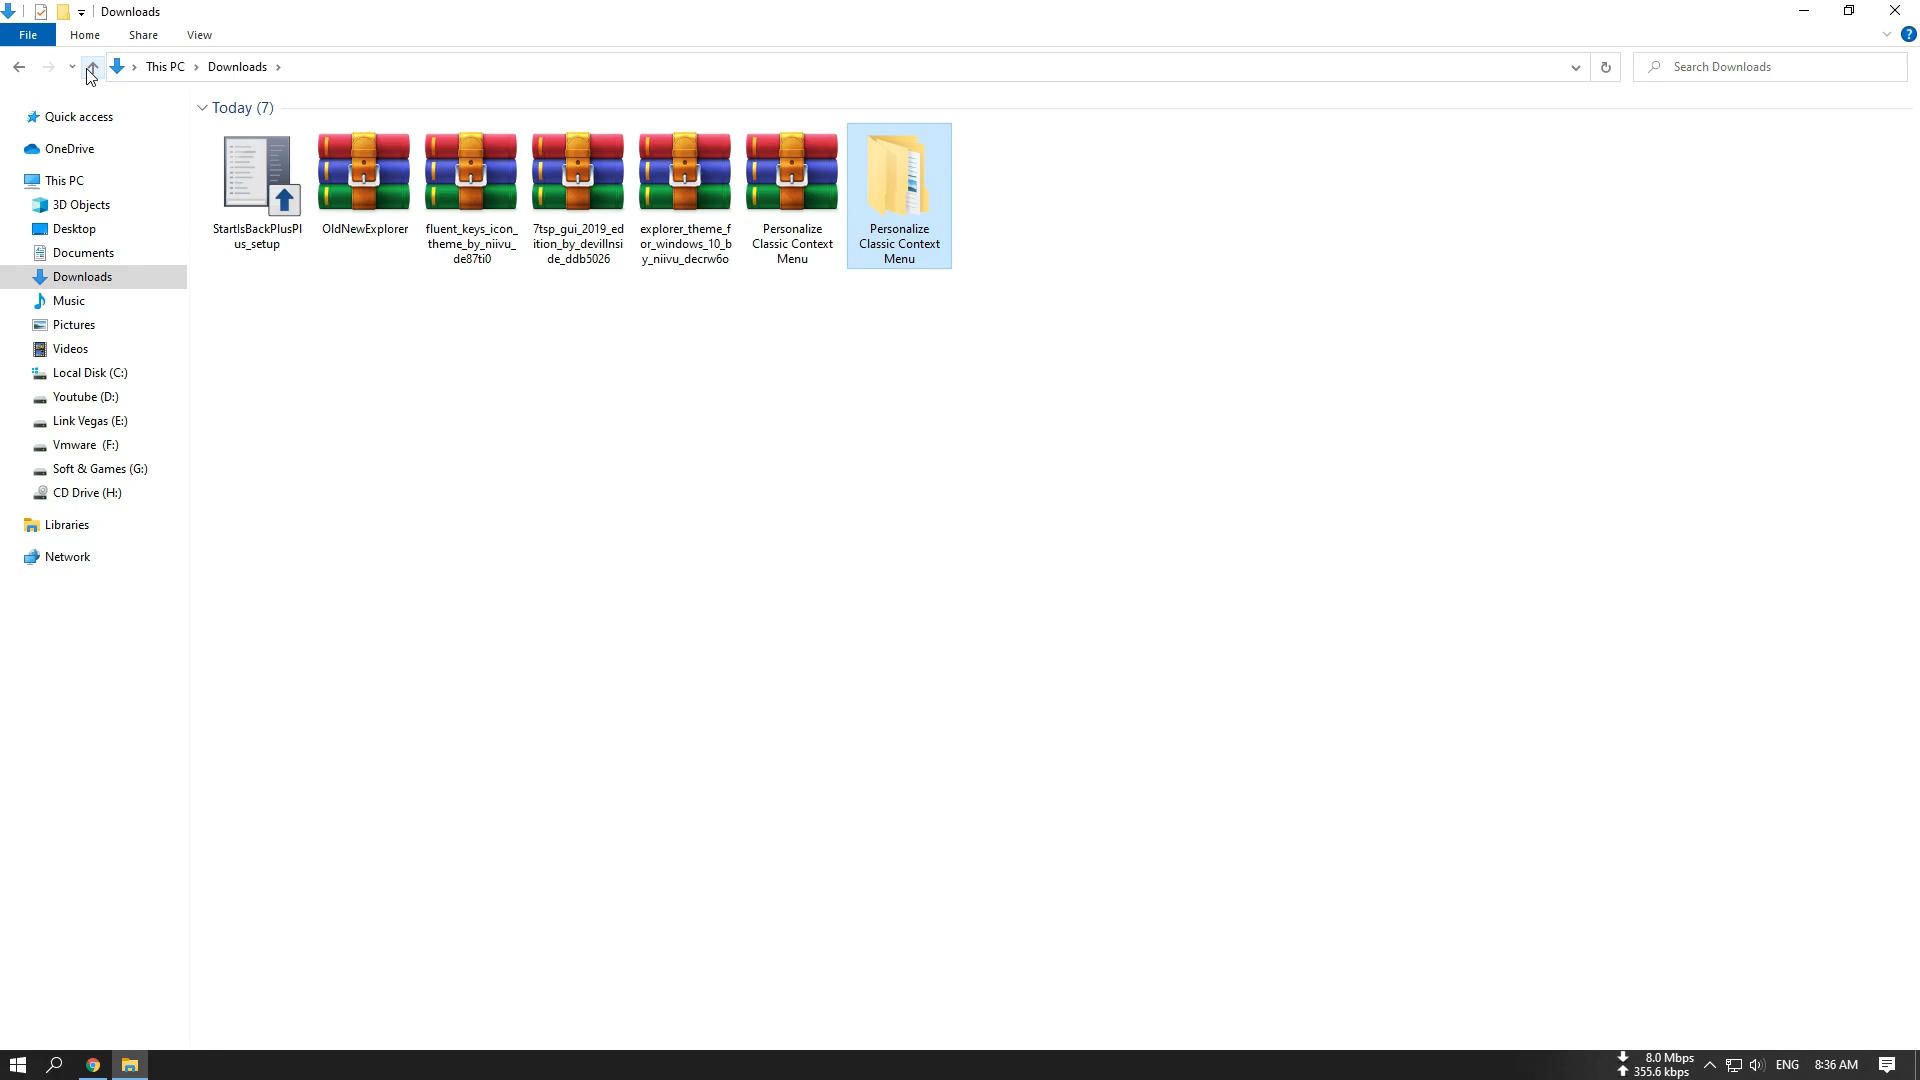 Downloads
File Home Share View
This PC Downloads
Search Downloads
Quick access
OneDrive
This PC
3D Objects
Desktop
Documents
Downloads
Music
Pictures
Videos
Local Disk (C:)
Youtube (D:)
Link Vegas (E:)
Vmware (F:)
Soft & Games (G:)
CD Drive (H:)
Libraries
Network
Today (7)
StartIsBackPlusPl
us_setup
OldNewExplorer
fluent_keys_icon_
theme_by_niivu_
de87ti0
7tsp_gui_2019_ed
ition_by_devillnsi
de_ddb5026
explorer_theme_f
or_windows_10_b
y_niivu_decrw6o
Personalize
Classic Context
Menu
Personalize
Classic Context
Menu
8.0 Mbps
355.6 kbps
ENG
8:36 AM